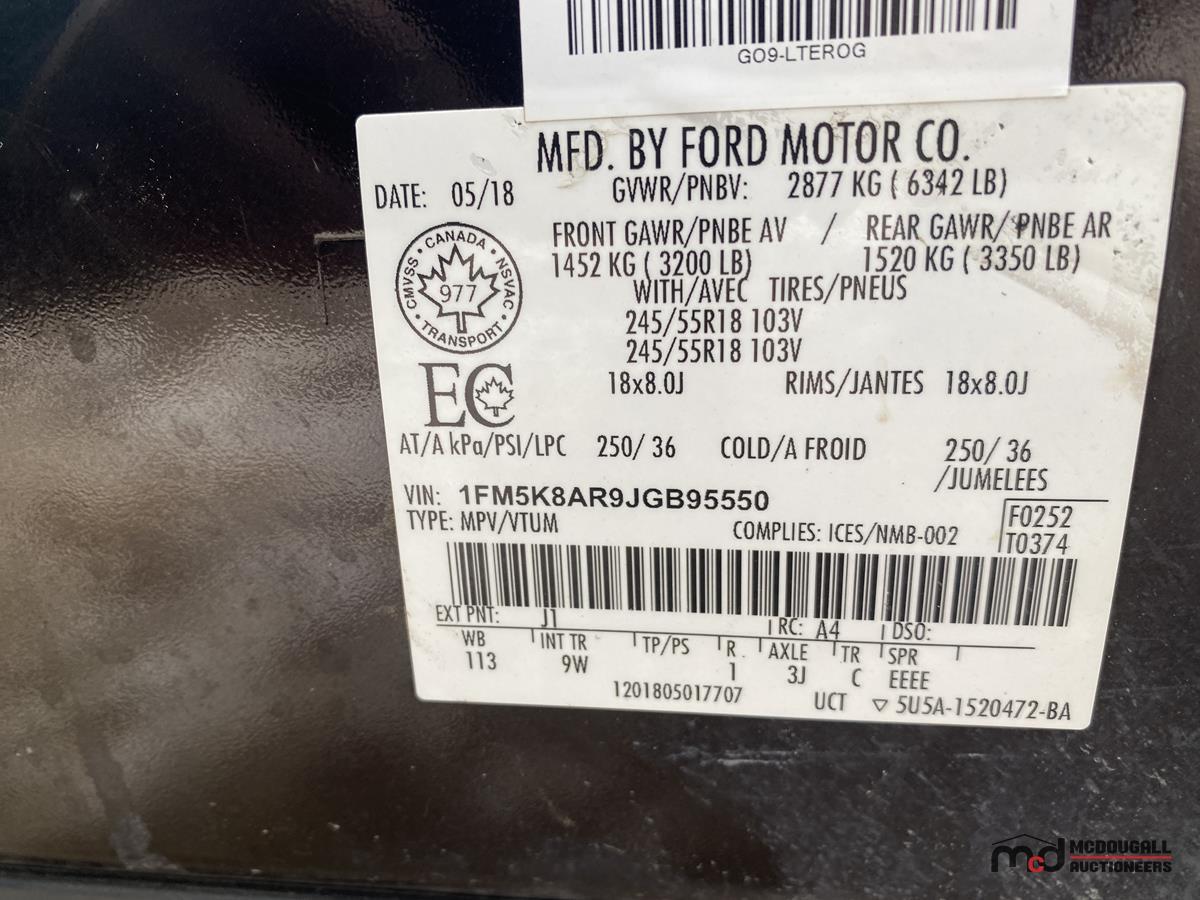 GO9-LTEROG
MFD. BY FORD MOTOR CO.
DATE: 05/18 GVWR/PNBV: 2877 KG ( 6342 LB)
FRONT GAWR/PNBE AV / REAR GAWR/PNBE AR
1452 KG ( 3200 LB) 1520 KG ( 3350 LB)
WITH/AVEC TIRES/PNEUS
245/55R18 103V
245/55R18 103V
18x8.0J RIMS/JANTES 18x8.0J
CANADA
CMVSS NSVAC
977
TRANSPORT
EC
AT/A kPa/PSI/LPC 250/ 36 COLD/A FROID 250/ 36
/JUMELEES
VIN: 1FM5K8AR9JGB95550
TYPE: MPV/VTUM COMPLIES: ICES/NMB-002
F0252
T0374
EXT PNT: J1 RC: A4 DSO:
WB INT TR TP/PS R. AXLE TR SPR
113 9W 1 3J C EEEE
1201805017707 UCT ▽ 5U5A-1520472-BA
mcd MCDOUGALL
AUCTIONEERS